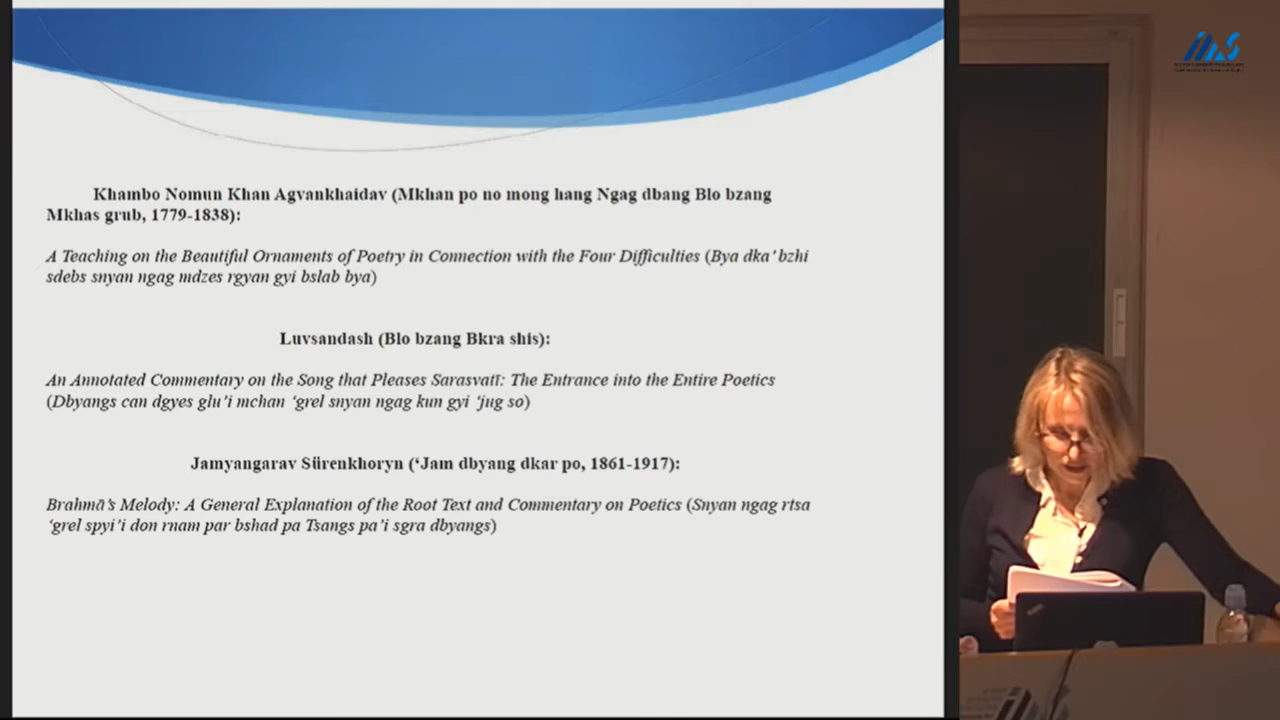 Khambo Nomun Khan Agvankhaidav (Mkhan po no mong hang Ngag dbang Blo bzang
Mkhas grub, 1779-1838):
A Teaching on the Beautiful Ornaments of Poetry in Connection with the Four Difficulties (Bya dka’ bzhi
sdebs snyan ngag mdzes rgyan gyi bslab bya)
Luvsandash (Blo bzang Bkra shis):
An Annotated Commentary on the Song that Pleases Sarasvatī: The Entrance into the Entire Poetics
(Dbyangs can dgyes glu’i mchan ‘grel snyan ngag kun gyi ‘jug so)
Jamyangarav Sürenkhoryn (‘Jam dbyang dkar po, 1861-1917):
Brahmā’s Melody: A General Explanation of the Root Text and Commentary on Poetics (Snyan ngag rtsa
‘grel spyi’i don rnam par bshad pa Tsangs pa’i sgra dbyangs)